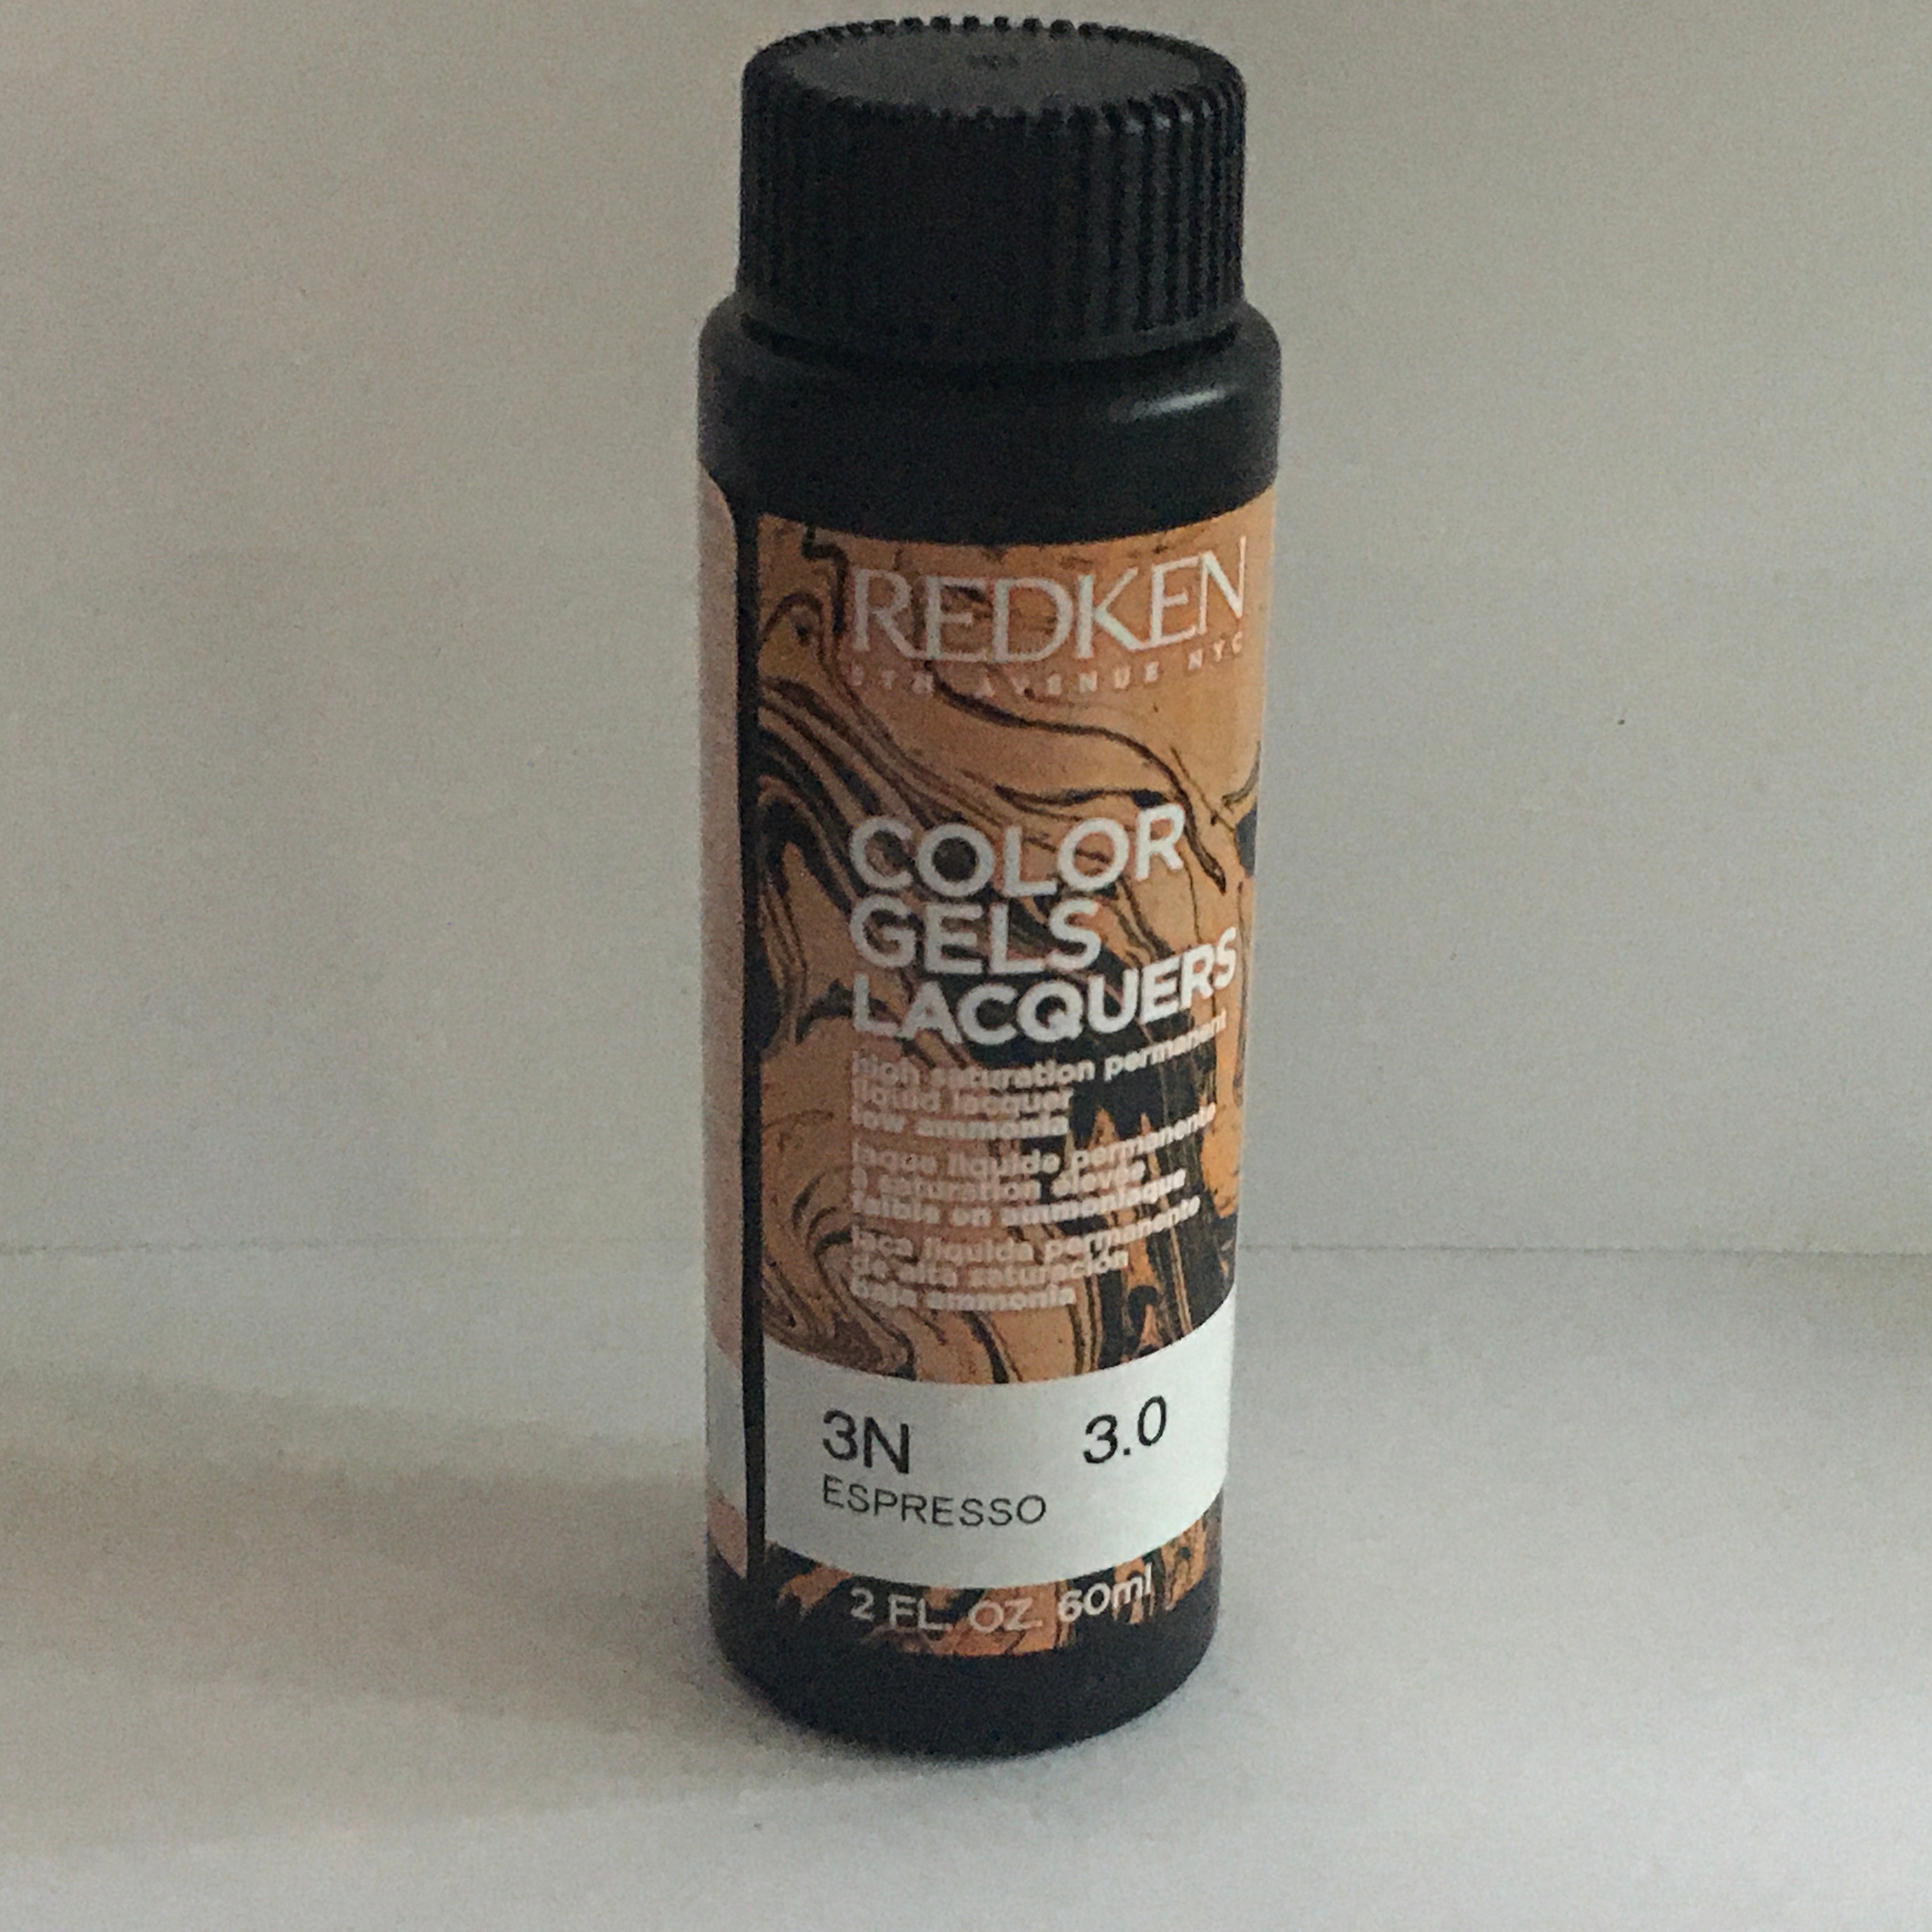 REDKEN
5TH AVENUE NYC
COLOR
GELS
LACQUERS
high saturation permanent
liquid lacquer
low ammonia
laque liquide permanente
à saturation élevée
faible en ammoniaque
laca líquida permanente
de alta saturación
baja ammonia
3N 3.0
ESPRESSO
2 FL. OZ. 60ml